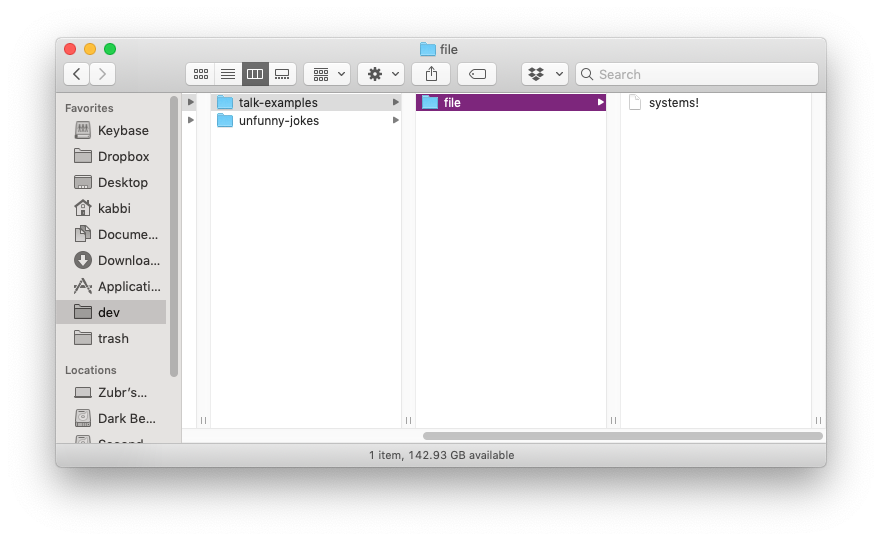 file
Search
Favorites
Keybase
Dropbox
Desktop
kabbi
Docume...
Downloa...
Applicati...
dev
trash
Locations
Zubr's...
Dark Be...
talk-examples
unfunny-jokes
file
systems!
1 item, 142.93 GB available